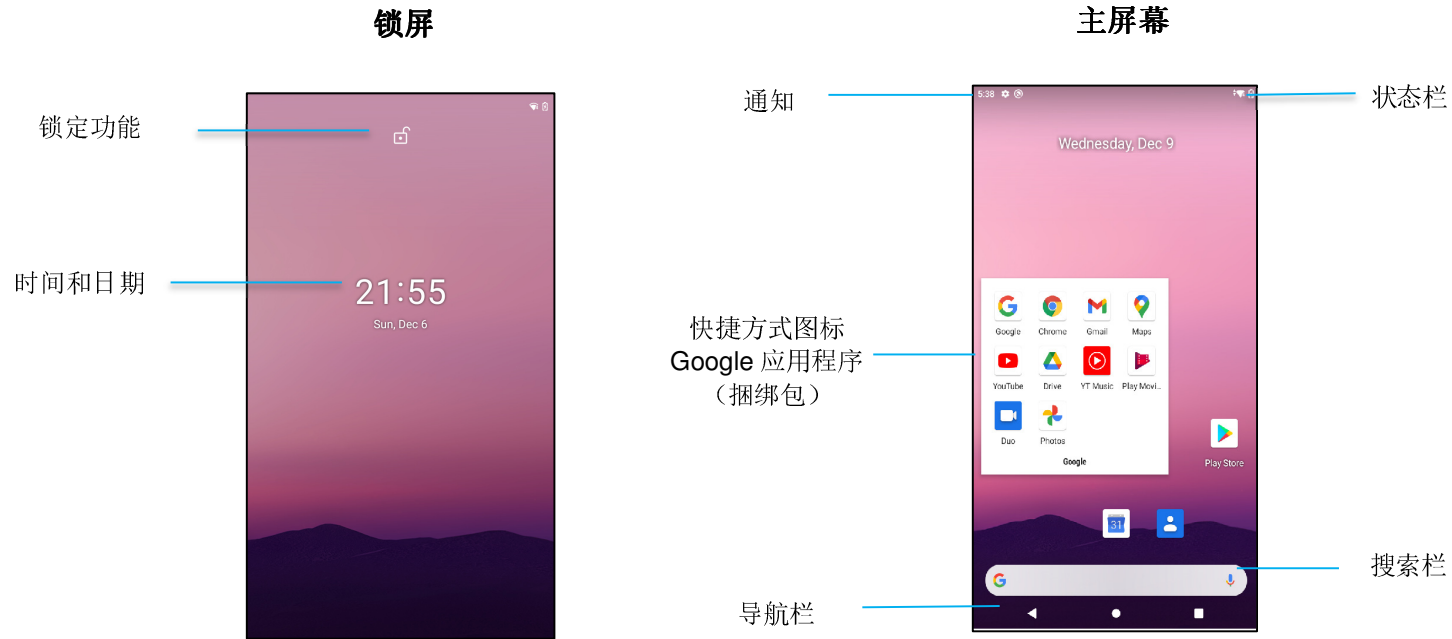 锁屏
主屏幕
锁定功能
时间和日期
21:55
Sun, Dec 6
通知
5:38
状态栏
Wednesday, Dec 9
快捷方式图标
Google 应用程序
（捆绑包）
Google Chrome Gmail Maps
YouTube Drive YT Music Play Movi...
Duo Photos
Google
Play Store
31
搜索栏
导航栏